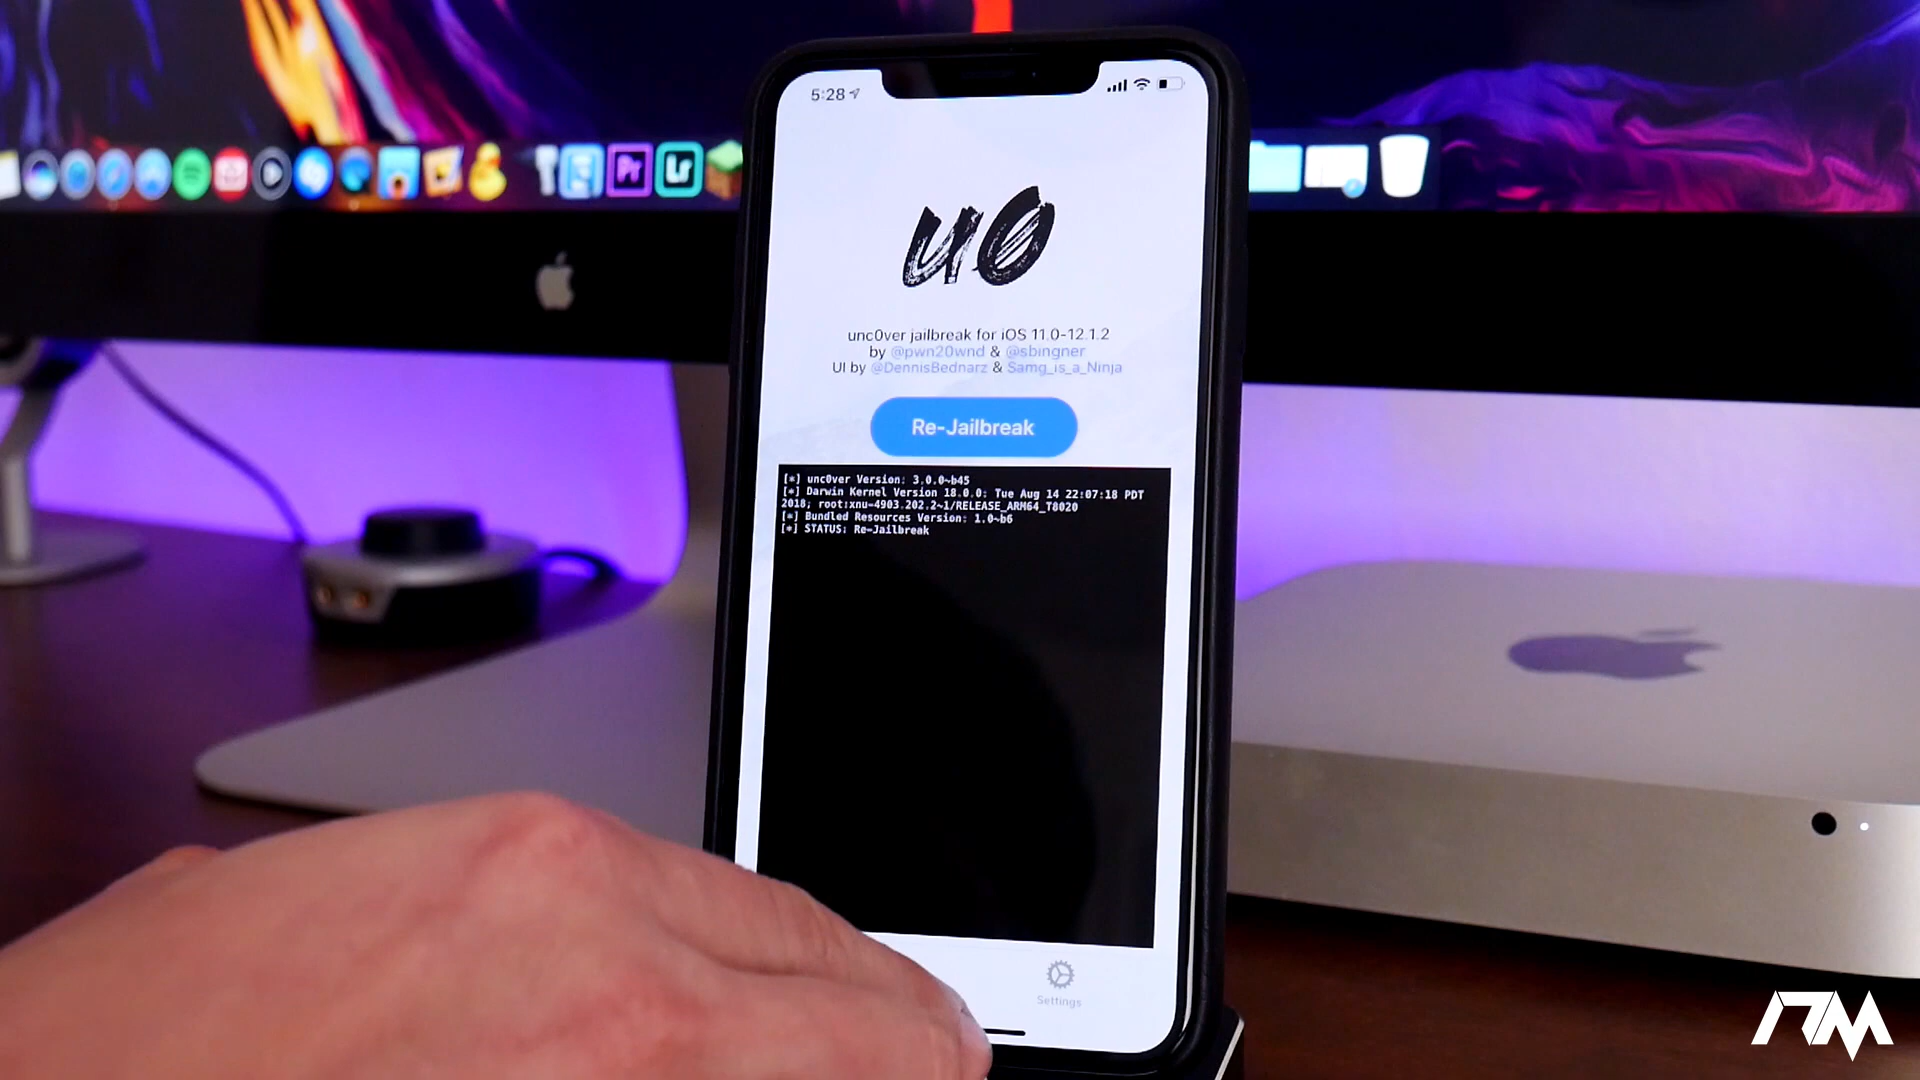 5:28
u0
unc0ver jailbreak for iOS 11.0-12.1.2
by @pwn20wnd & @sbingner
UI by @DennisBednarz & Samg_is_a_Ninja
Re-Jailbreak
[*] unc0ver Version: 3.0.0~b45
[*] Darwin Kernel Version 18.0.0: Tue Aug 14 22:07:18 PDT
2018; root:xnu-4903.202.2~1/RELEASE_ARM64_T8020
[*] Bundled Resources Version: 1.0~b6
[*] STATUS: Re-Jailbreak
Settings
Pr
Lr